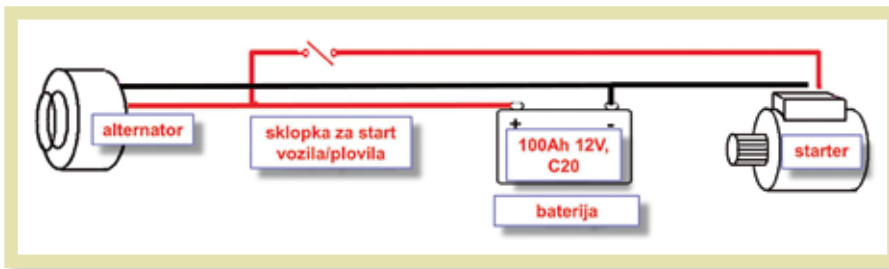 alternator
sklopka za start
vozila/plovila
+ -
100Ah 12V,
C20
baterija
starter